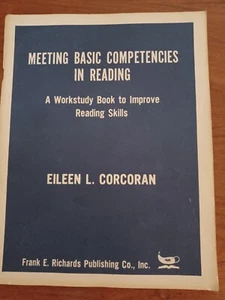 MEETING BASIC COMPETENCIES
IN READING
A Workstudy Book to Improve
Reading Skills
EILEEN L. CORCORAN
Frank E. Richards Publishing Co., Inc.